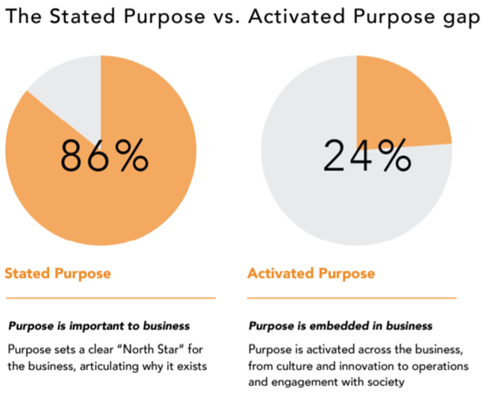 The Stated Purpose vs. Activated Purpose gap
86%
24%
Stated Purpose
Purpose is important to business
Purpose sets a clear “North Star” for
the business, articulating why it exists
Activated Purpose
Purpose is embedded in business
Purpose is activated across the business,
from culture and innovation to operations
and engagement with society